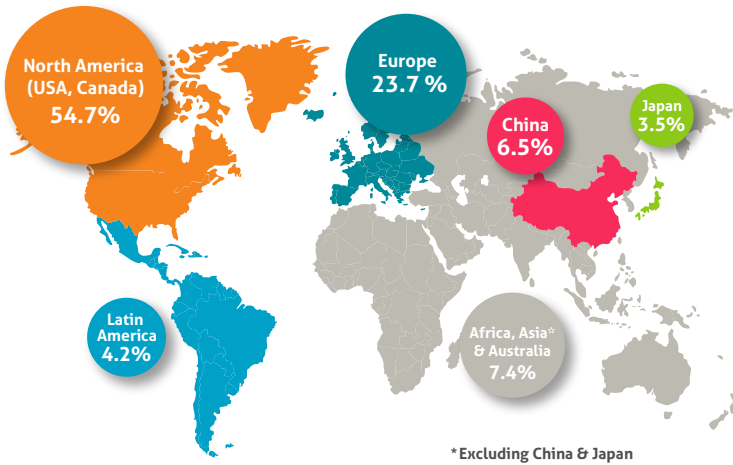 North America
(USA, Canada)
54.7%
Europe
23.7 %
China
6.5%
Japan
3.5%
Latin
America
4.2%
Africa, Asia*
& Australia
7.4%
*Excluding China & Japan